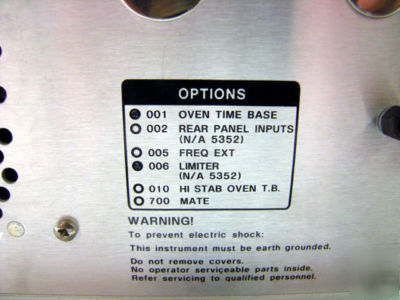 OPTIONS
001 OVEN TIME BASE
002 REAR PANEL INPUTS
(N/A 5352)
005 FREQ EXT
006 LIMITER
(N/A 5352)
010 HI STAB OVEN T.B.
700 MATE
WARNING!
To prevent electric shock:
This instrument must be earth grounded.
Do not remove covers.
No operator serviceable parts inside.
Refer servicing to qualified personnel.